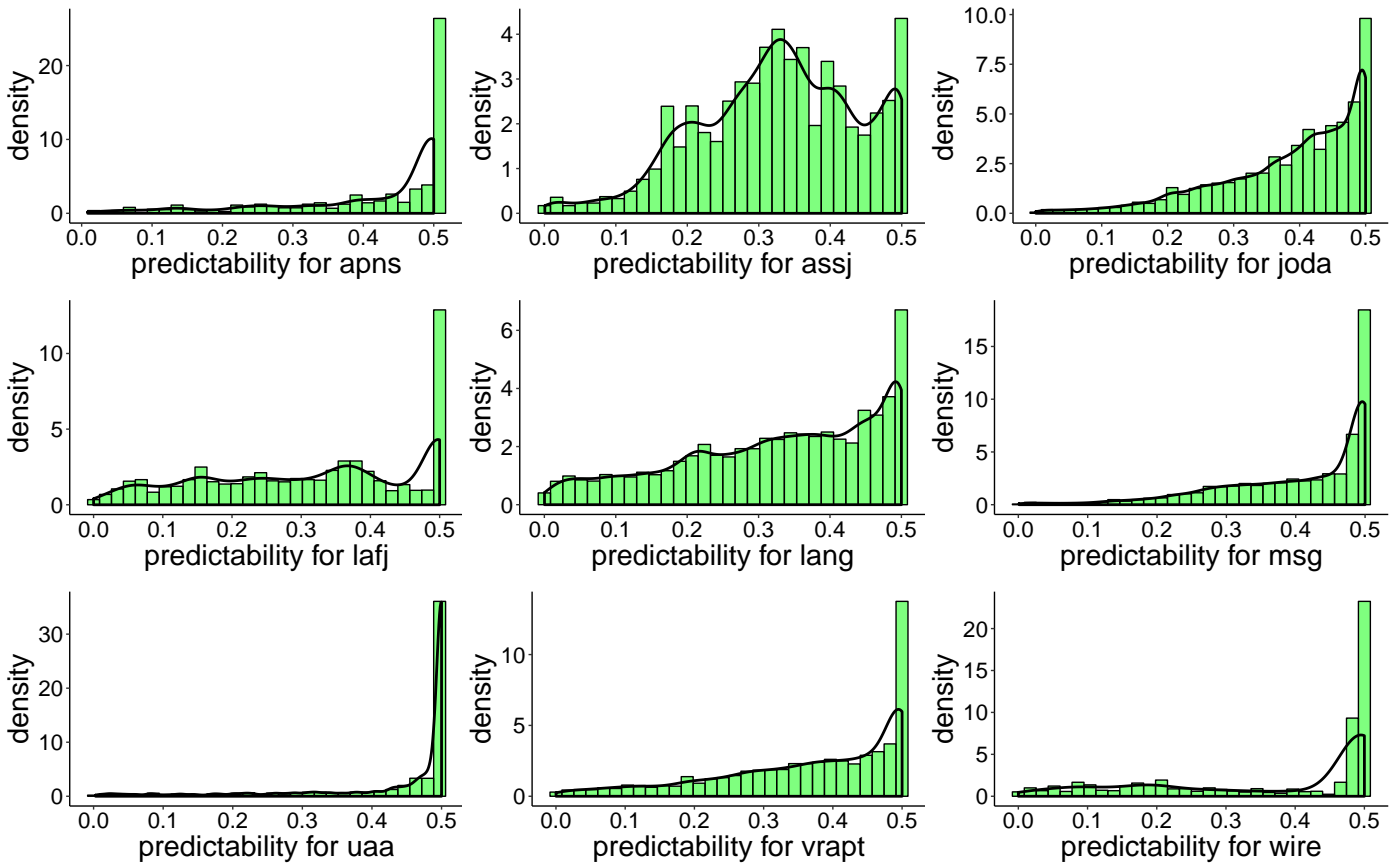 density
20
10
0
0.0 0.1 0.2 0.3 0.4 0.5
predictability for apns
density
4
3
2
1
0
0.0 0.1 0.2 0.3 0.4 0.5
predictability for assj
density
10.0
7.5
5.0
2.5
0.0
0.0 0.1 0.2 0.3 0.4 0.5
predictability for joda
density
10
5
0
0.0 0.1 0.2 0.3 0.4 0.5
predictability for lafj
density
6
4
2
0
0.0 0.1 0.2 0.3 0.4 0.5
predictability for lang
density
15
10
5
0
0.0 0.1 0.2 0.3 0.4 0.5
predictability for msg
density
30
20
10
0
0.0 0.1 0.2 0.3 0.4 0.5
predictability for uaa
density
10
5
0
0.0 0.1 0.2 0.3 0.4 0.5
predictability for vrapt
density
20
15
10
5
0
0.0 0.1 0.2 0.3 0.4 0.5
predictability for wire